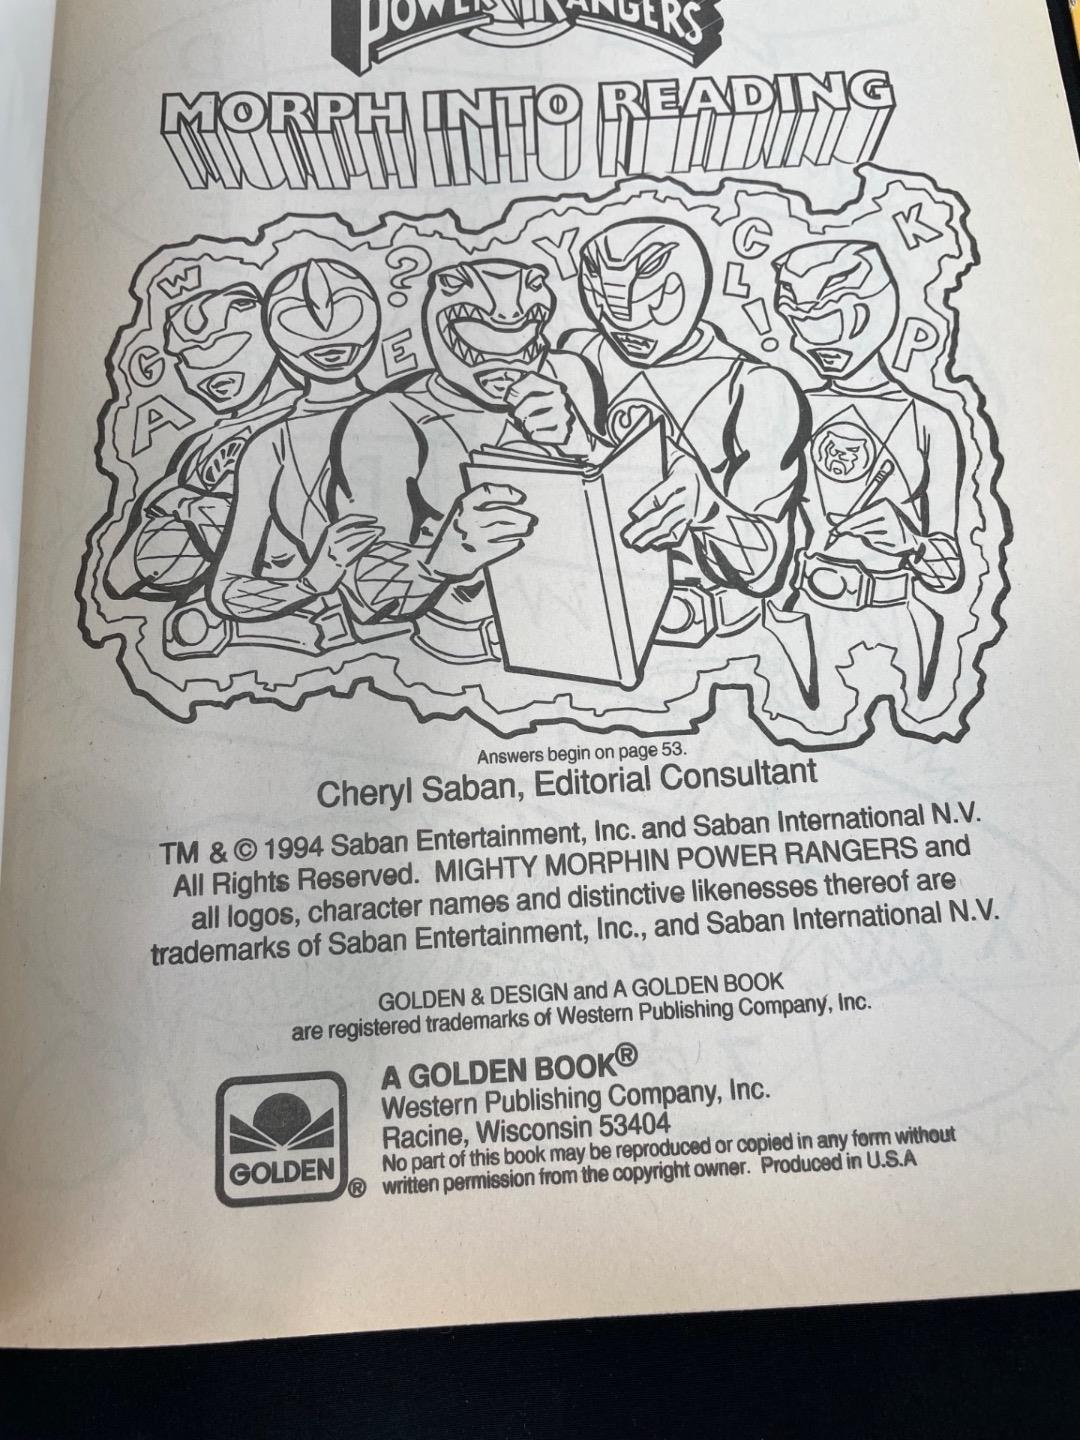 POWER RANGERS
MORPH INTO READING
W
G
A
?
E
Y
C
L
!
K
P
Answers begin on page 53.
Cheryl Saban, Editorial Consultant
TM & © 1994 Saban Entertainment, Inc. and Saban International N.V.
All Rights Reserved. MIGHTY MORPHIN POWER RANGERS and
all logos, character names and distinctive likenesses thereof are
trademarks of Saban Entertainment, Inc., and Saban International N.V.
GOLDEN & DESIGN and A GOLDEN BOOK
are registered trademarks of Western Publishing Company, Inc.
A GOLDEN BOOK®
Western Publishing Company, Inc.
Racine, Wisconsin 53404
No part of this book may be reproduced or copied in any form without
written permission from the copyright owner. Produced in U.S.A
GOLDEN ®